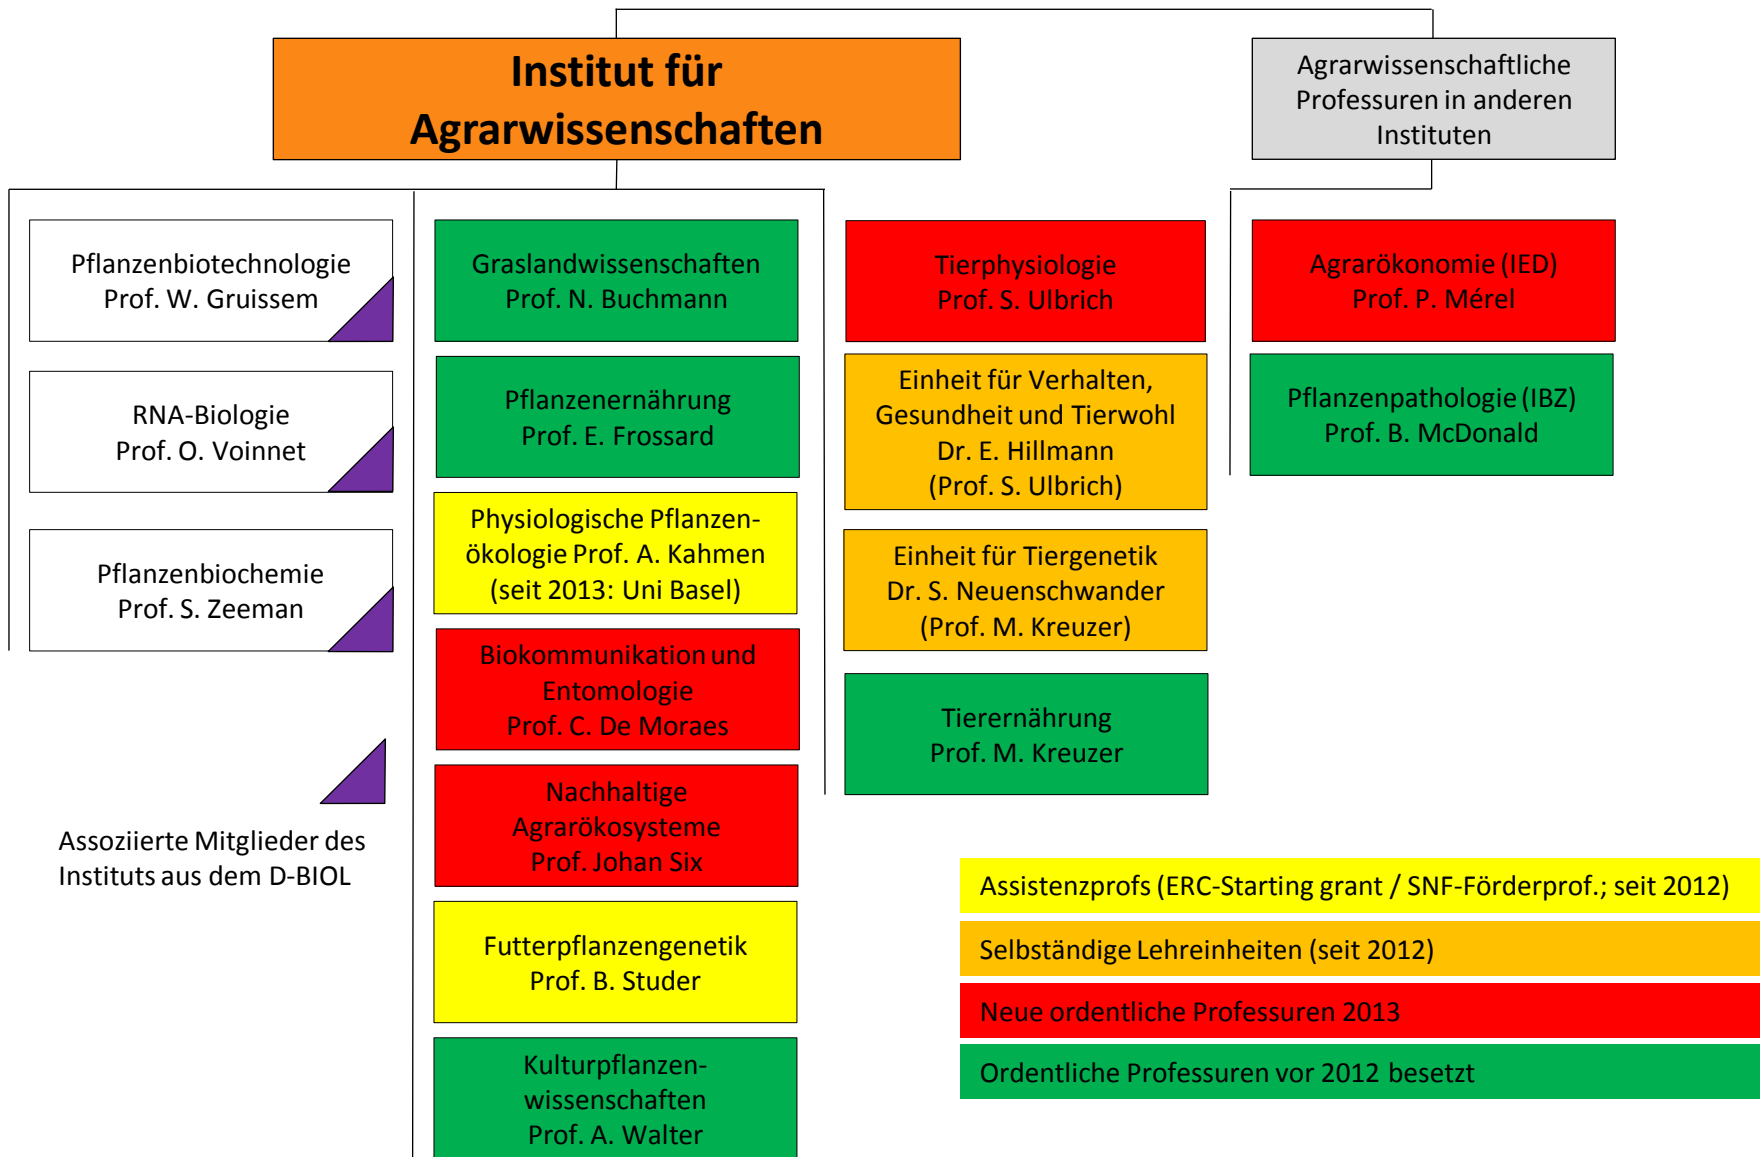 Institut für
Agrarwissenschaften
Agrarwissenschaftliche
Professuren in anderen
Instituten
Pflanzenbiotechnologie
Prof. W. Gruissem
RNA-Biologie
Prof. O. Voinnet
Pflanzenbiochemie
Prof. S. Zeeman
Assoziierte Mitglieder des
Instituts aus dem D-BIOL
Graslandwissenschaften
Prof. N. Buchmann
Pflanzenernährung
Prof. E. Frossard
Physiologische Pflanzen-
ökologie Prof. A. Kahmen
(seit 2013: Uni Basel)
Biokommunikation und
Entomologie
Prof. C. De Moraes
Nachhaltige
Agrarökosysteme
Prof. Johan Six
Futterpflanzengenetik
Prof. B. Studer
Kulturpflanzen-
wissenschaften
Prof. A. Walter
Tierphysiologie
Prof. S. Ulbrich
Einheit für Verhalten,
Gesundheit und Tierwohl
Dr. E. Hillmann
(Prof. S. Ulbrich)
Einheit für Tiergenetik
Dr. S. Neuenschwander
(Prof. M. Kreuzer)
Tierernährung
Prof. M. Kreuzer
Agrarökonomie (IED)
Prof. P. Mérel
Pflanzenpathologie (IBZ)
Prof. B. McDonald
Assistenzprofs (ERC-Starting grant / SNF-Förderprof.; seit 2012)
Selbständige Lehreinheiten (seit 2012)
Neue ordentliche Professuren 2013
Ordentliche Professuren vor 2012 besetzt